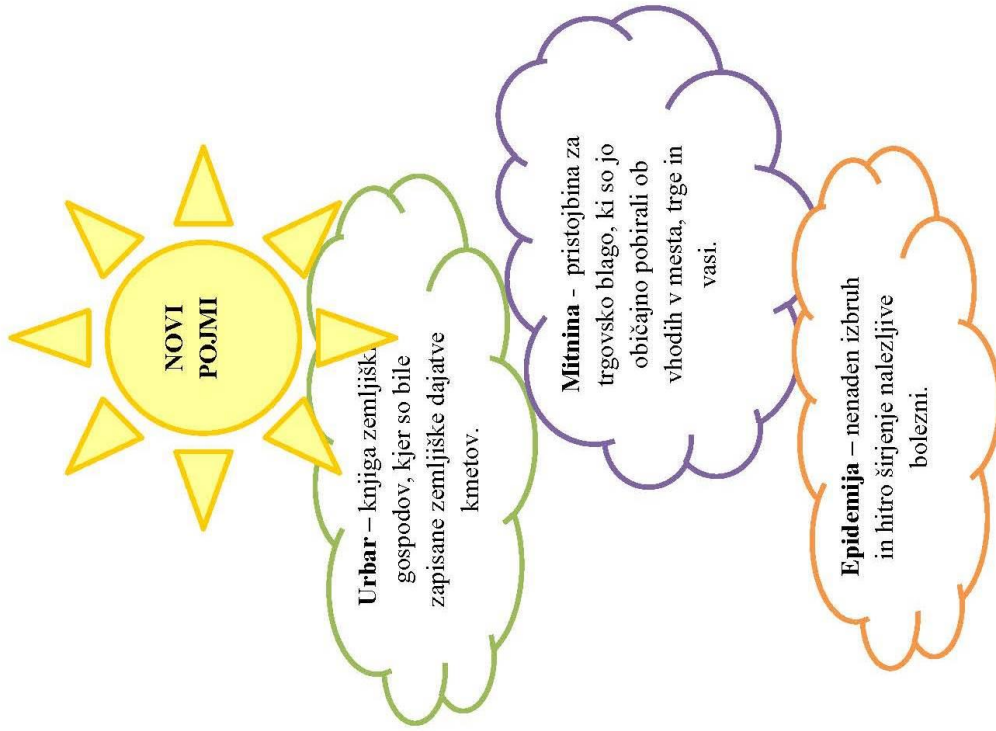 NOVI
POJMI
Urbar – knjiga zemljišk
gospodov, kjer so bile
zapisane zemljiške dajatve
kmetov.
Mitnina - pristojbina za
trgovsko blago, ki so jo
običajno pobirali ob
vhodih v mesta, trge in
vasi.
Epidemija – nenaden izbruh
in hitro širjenje nalezljive
bolezni.